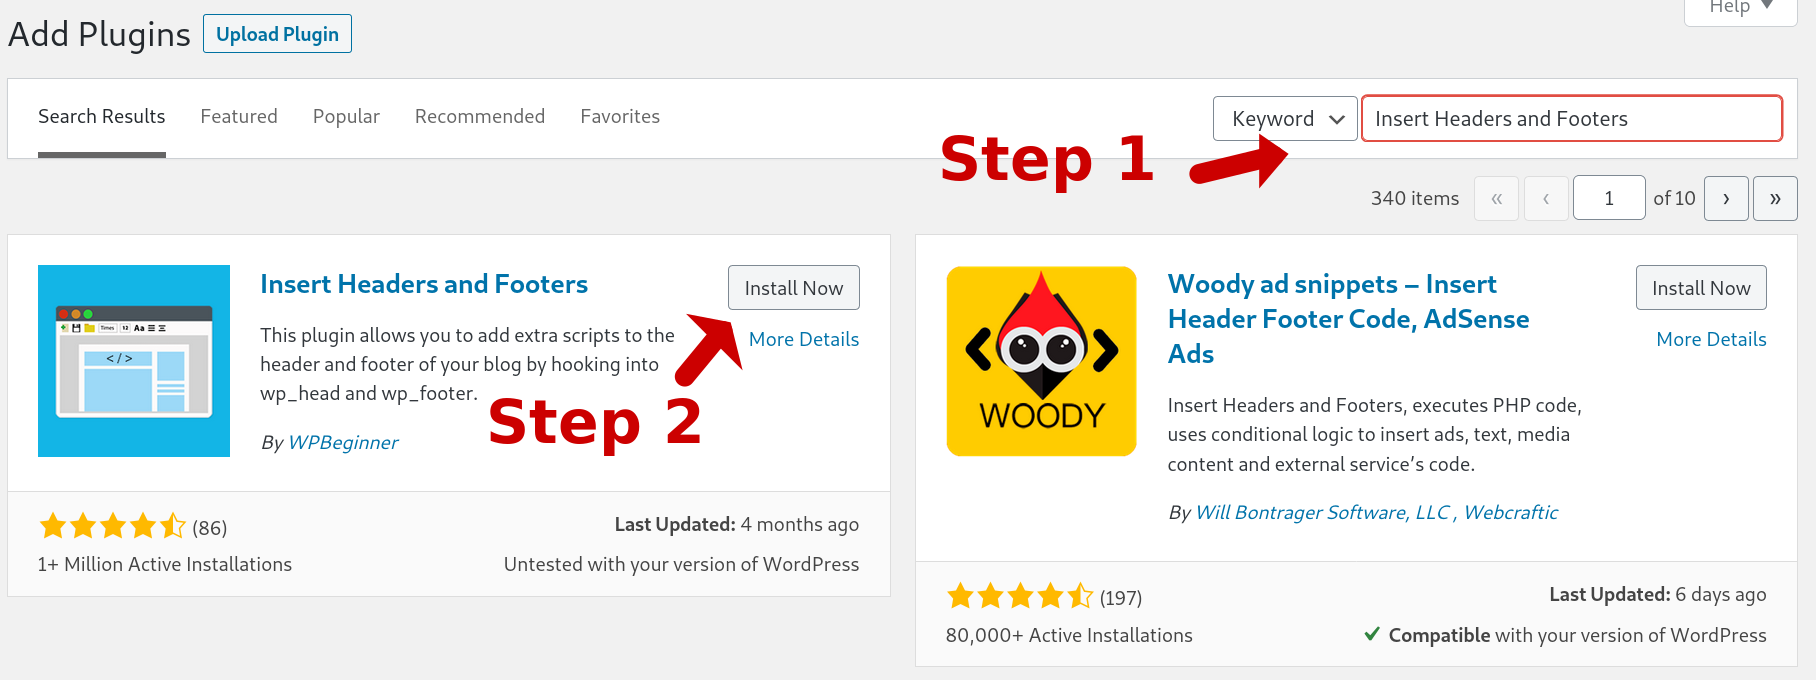 Help
Add Plugins
Upload Plugin
Search Results
Featured
Popular
Recommended
Favorites
Keyword
Insert Headers and Footers
Step 1
340 items
«
‹
1
of 10
›
»
Times 12 Aa
</>
Insert Headers and Footers
Install Now
More Details
This plugin allows you to add extra scripts to the
header and footer of your blog by hooking into
wp_head and wp_footer.
Step 2
By WPBeginner
(86)
Last Updated: 4 months ago
1+ Million Active Installations
Untested with your version of WordPress
WOODY
Woody ad snippets – Insert
Header Footer Code, AdSense
Ads
Install Now
More Details
Insert Headers and Footers, executes PHP code,
uses conditional logic to insert ads, text, media
content and external service’s code.
By Will Bontrager Software, LLC , Webcraftic
(197)
Last Updated: 6 days ago
80,000+ Active Installations
Compatible with your version of WordPress